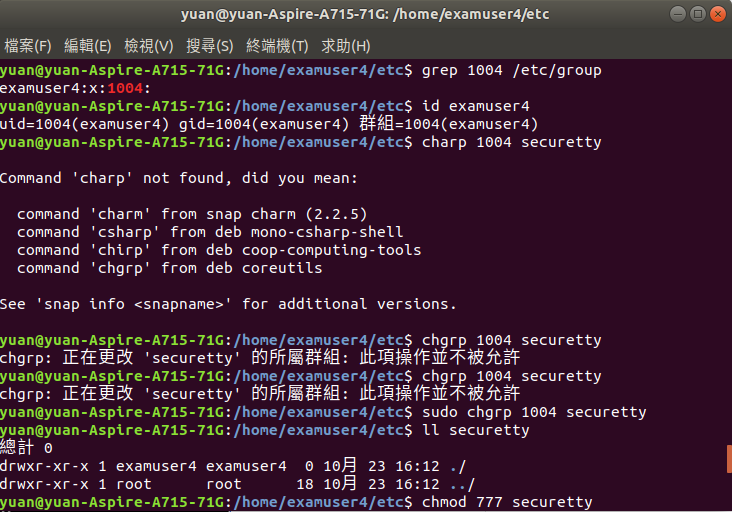 yuan@yuan-Aspire-A715-71G: /home/examuser4/etc
檔案(F) 編輯(E) 檢視(V) 搜尋(S) 終端機(T) 求助(H)
yuan@yuan-Aspire-A715-71G:/home/examuser4/etc$ grep 1004 /etc/group
examuser4:x:1004:
yuan@yuan-Aspire-A715-71G:/home/examuser4/etc$ id examuser4
uid=1004(examuser4) gid=1004(examuser4) 群組=1004(examuser4)
yuan@yuan-Aspire-A715-71G:/home/examuser4/etc$ charp 1004 securetty
Command 'charp' not found, did you mean:
command 'charm' from snap charm (2.2.5)
command 'csharp' from deb mono-csharp-shell
command 'chirp' from deb coop-computing-tools
command 'chgrp' from deb coreutils
See 'snap info <snapname>' for additional versions.
yuan@yuan-Aspire-A715-71G:/home/examuser4/etc$ chgrp 1004 securetty
chgrp: 正在更改 'securetty' 的所屬群組: 此項操作並不被允許
yuan@yuan-Aspire-A715-71G:/home/examuser4/etc$ chgrp 1004 securetty
chgrp: 正在更改 'securetty' 的所屬群組: 此項操作並不被允許
yuan@yuan-Aspire-A715-71G:/home/examuser4/etc$ sudo chgrp 1004 securetty
yuan@yuan-Aspire-A715-71G:/home/examuser4/etc$ ll securetty
總計 0
drwxr-xr-x 1 examuser4 examuser4  0 10月 23 16:12 ./
drwxr-xr-x 1 root      root      18 10月 23 16:12 ../
yuan@yuan-Aspire-A715-71G:/home/examuser4/etc$ chmod 777 securetty